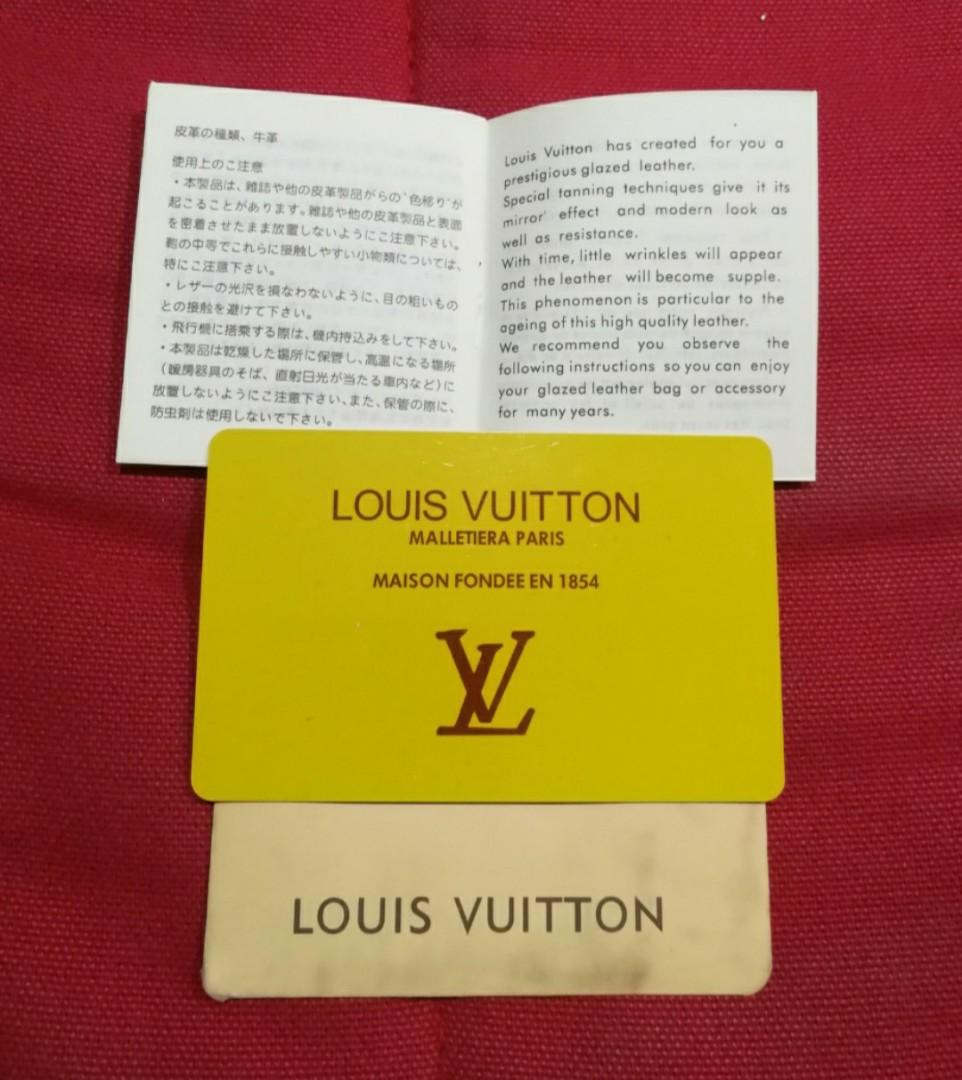 皮革の種類、牛革
使用上のこ注意
・本製品は、雑誌や他の皮革製品がらの‘色移り’が
起こることがあります。雑誌や他の皮革製品と表面
を密着させたまま放置しないようにこ注意下さい。
鞄の中等でこれらに接触しやすい小物類については、
特にこ注意下さい。
・レザーの光沢を損なわないように、目の粗いもの
との接触を避けて下さい。
・飛行機に搭乗する際は、機内持込みをして下さい。
・本製品は乾燥した場所に保管し、高温になる場所
（暖房器具のそば、直射日光が当たる車内など）に
放置しないようにこ注意下さい、また、保管の際に、
防虫剤は使用しないで下さい。
Louis Vuitton has created for you a
prestigious glazed leather.
Special tanning techniques give it its
mirror' effect and modern look as
well as resistance.
With time, little wrinkles will appear
and the leather will become supple.
This phenomenon is particular to the
ageing of this high quality leather.
We recommend you observe the
following instructions so you can enjoy
your glazed leather bag or accessory
for many years.
LOUIS VUITTON
MALLETIERA PARIS
MAISON FONDEE EN 1854
LV
LOUIS VUITTON